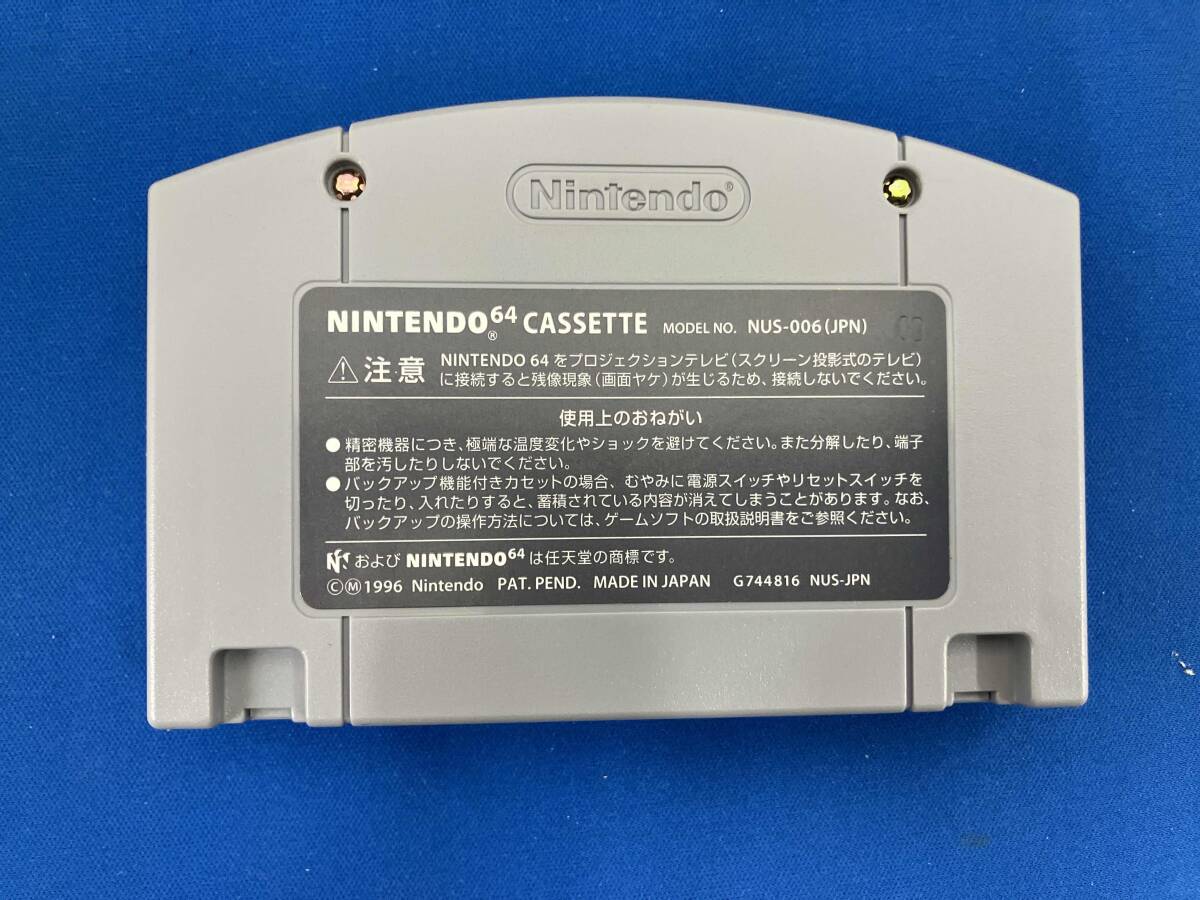 Nintendo®
NINTENDO64® CASSETTE MODEL NO. NUS-006(JPN)
⚠注意 NINTENDO 64 をプロジェクションテレビ(スクリーン投影式のテレビ)
に接続すると残像現象(画面ヤケ)が生じるため、接続しないでください。
使用上のおねがい
●精密機器につき、極端な温度変化やショックを避けてください。また分解したり、端子
部を汚したりしないでください。
●バックアップ機能付きカセットの場合、むやみに電源スイッチやリセットスイッチを
切ったり、入れたりすると、蓄積されている内容が消えてしまうことがあります。なお、
バックアップの操作方法については、ゲームソフトの取扱説明書をご参照ください。
および NINTENDO64 は任天堂の商標です。
ⒸⓂ1996 Nintendo PAT. PEND. MADE IN JAPAN G744816 NUS-JPN